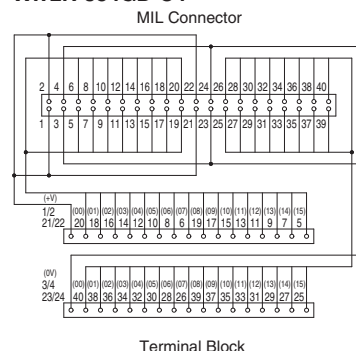 MIL Connector
2 4 6 8 10 12 14 16 18 20 22 24 26 28 30 32 34 36 38 40
1 3 5 7 9 11 13 15 17 19 21 23 25 27 29 31 33 35 37 39
(+V)
1/2 (00) (01) (02) (03) (04) (05) (06) (07) (08) (09) (10) (11) (12) (13) (14) (15)
21/22 20 18 16 14 12 10 8 6 19 17 15 13 11 9 7 5
(0V)
3/4 (00) (01) (02) (03) (04) (05) (06) (07) (08) (09) (10) (11) (12) (13) (14) (15)
23/24 40 38 36 34 32 30 28 26 39 37 35 33 31 29 27 25
Terminal Block